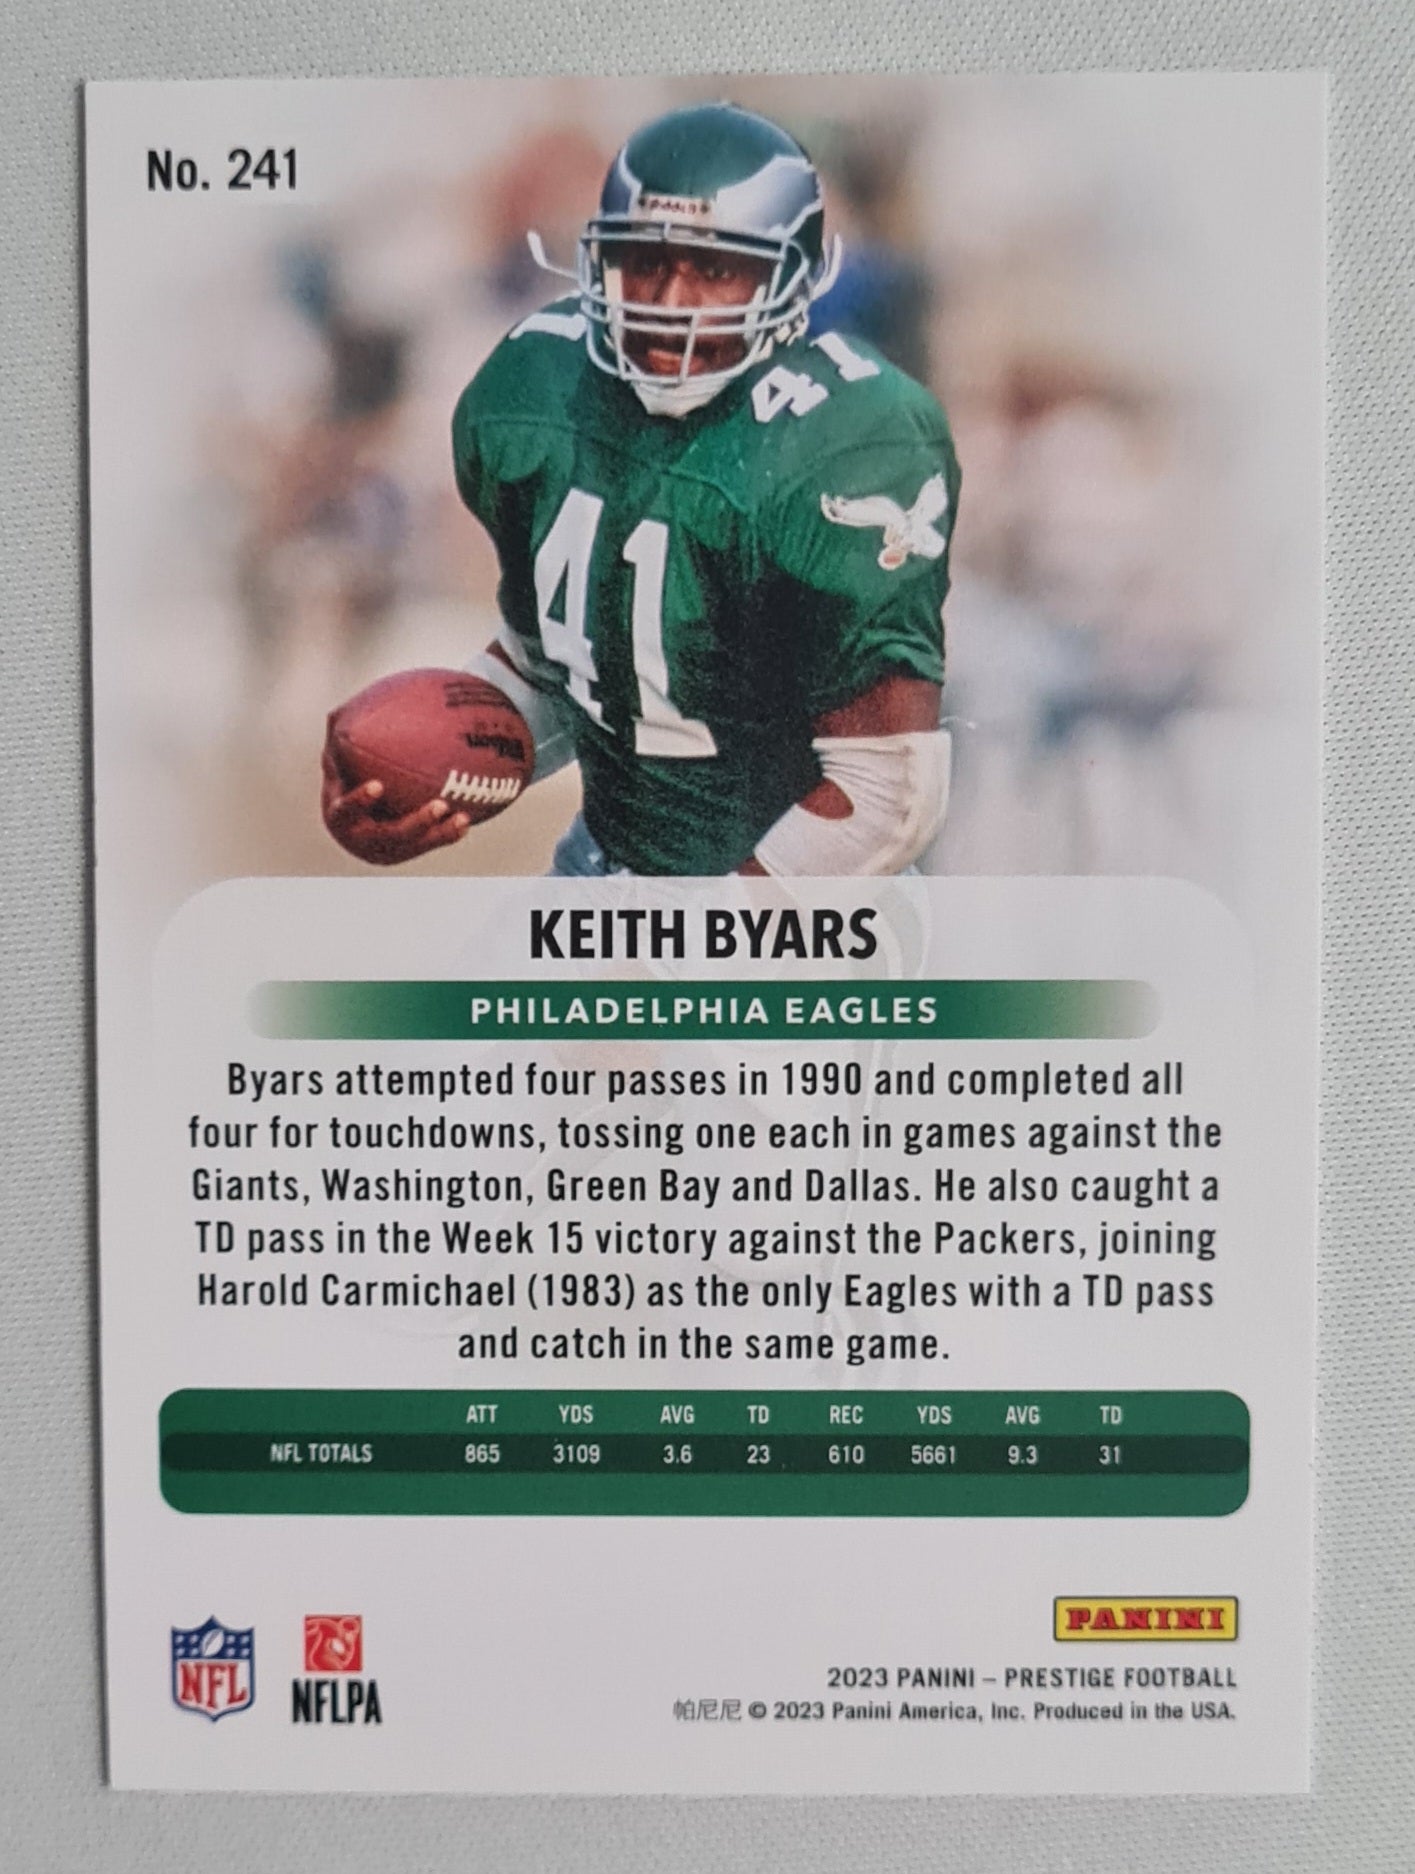 No. 241
Riddell
41
41
Wilson
KEITH BYARS
PHILADELPHIA EAGLES
Byars attempted four passes in 1990 and completed all
four for touchdowns, tossing one each in games against the
Giants, Washington, Green Bay and Dallas. He also caught a
TD pass in the Week 15 victory against the Packers, joining
Harold Carmichael (1983) as the only Eagles with a TD pass
and catch in the same game.
ATT YDS AVG TD REC YDS AVG TD
NFL TOTALS 865 3109 3.6 23 610 5661 9.3 31
PANINI
NFL NFLPA
2023 PANINI – PRESTIGE FOOTBALL
帕尼尼 © 2023 Panini America, Inc. Produced in the USA.